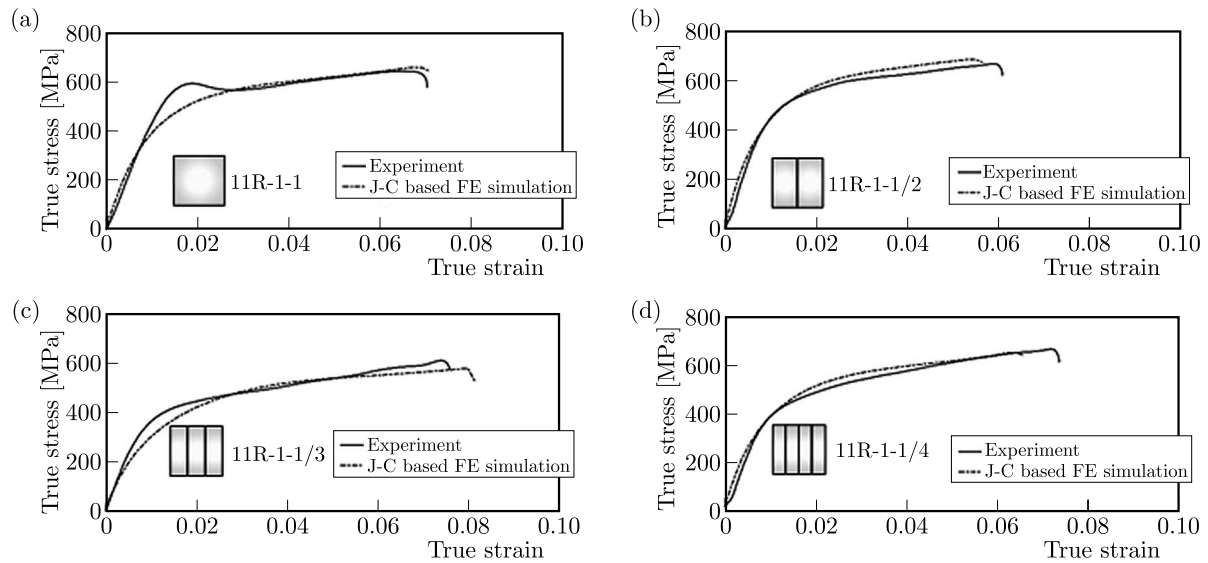 (a)
800
600
400
200
0
True stress [MPa]
11R-1-1
Experiment
J-C based FE simulation
0 0.02 0.04 0.06 0.08 0.10
True strain
(b)
800
600
400
200
0
True stress [MPa]
11R-1-1/2
Experiment
J-C based FE simulation
0 0.02 0.04 0.06 0.08 0.10
True strain
(c)
800
600
400
200
0
True stress [MPa]
11R-1-1/3
Experiment
J-C based FE simulation
0 0.02 0.04 0.06 0.08 0.10
True strain
(d)
800
600
400
200
0
True stress [MPa]
11R-1-1/4
Experiment
J-C based FE simulation
0 0.02 0.04 0.06 0.08 0.10
True strain